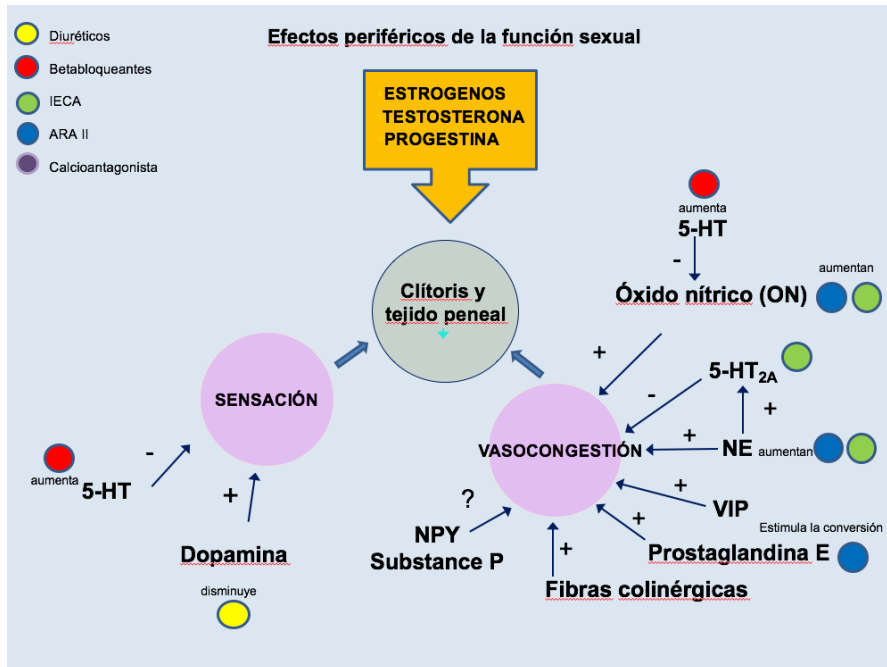 Efectos periféricos de la función sexual
Diuréticos
Betabloqueantes
IECA
ARA II
Calcioantagonista
ESTROGENOS
TESTOSTERONA
PROGESTINA
aumenta
5-HT
-
aumentan
Óxido nítrico (ON)
Clítoris y
tejido peneal
+
5-HT2A
-
+
SENSACIÓN
VASOCONGESTIÓN
+
NE aumentan
-
aumenta
5-HT
+
?
+
VIP
NPY
Substance P
+
Estimula la conversión
Prostaglandina E
+
Fibras colinérgicas
Dopamina
disminuye